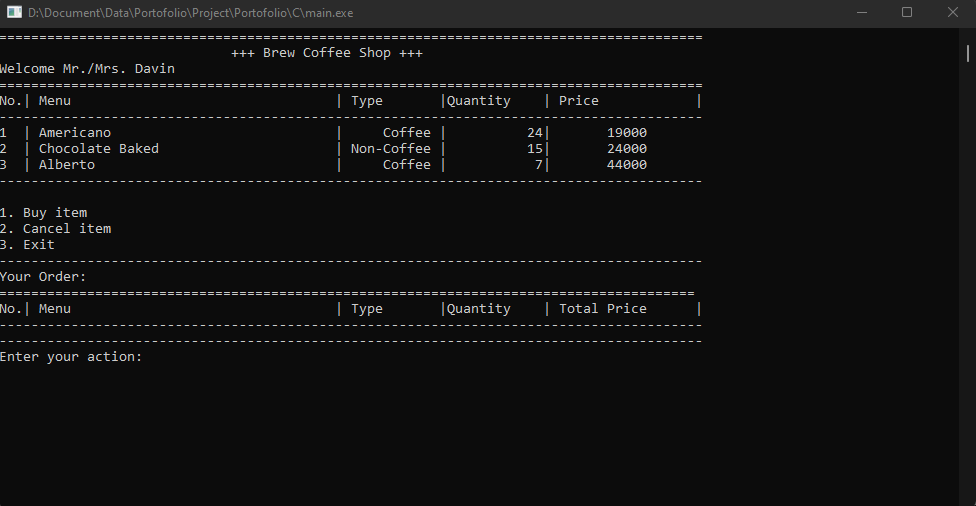 D:\Document\Data\Portofolio\Project\Portofolio\C\main.exe
========================================================================================
+++ Brew Coffee Shop +++
Welcome Mr./Mrs. Davin
========================================================================================
No.| Menu                                 | Type       |Quantity    | Price            |
----------------------------------------------------------------------------------------
1  | Americano                            |     Coffee |          24|       19000
2  | Chocolate Baked                      | Non-Coffee |          15|       24000
3  | Alberto                              |     Coffee |           7|       44000
----------------------------------------------------------------------------------------
1. Buy item
2. Cancel item
3. Exit
----------------------------------------------------------------------------------------
Your Order:
=======================================================================================
No.| Menu                                 | Type       |Quantity    | Total Price      |
----------------------------------------------------------------------------------------
----------------------------------------------------------------------------------------
Enter your action: